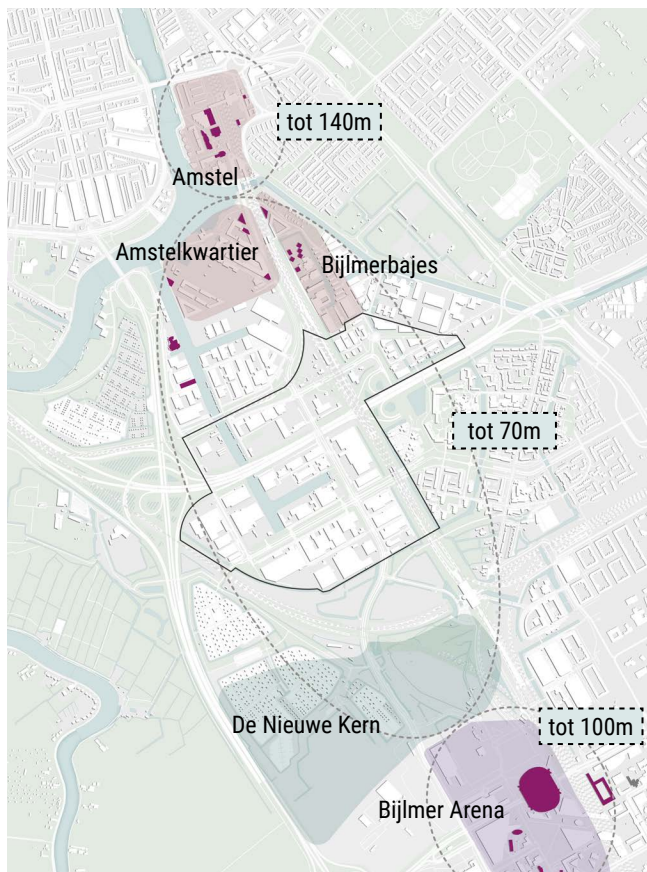 tot 140m
Amstel
Amstelkwartier
Bijlmerbajes
tot 70m
De Nieuwe Kern
tot 100m
Bijlmer Arena